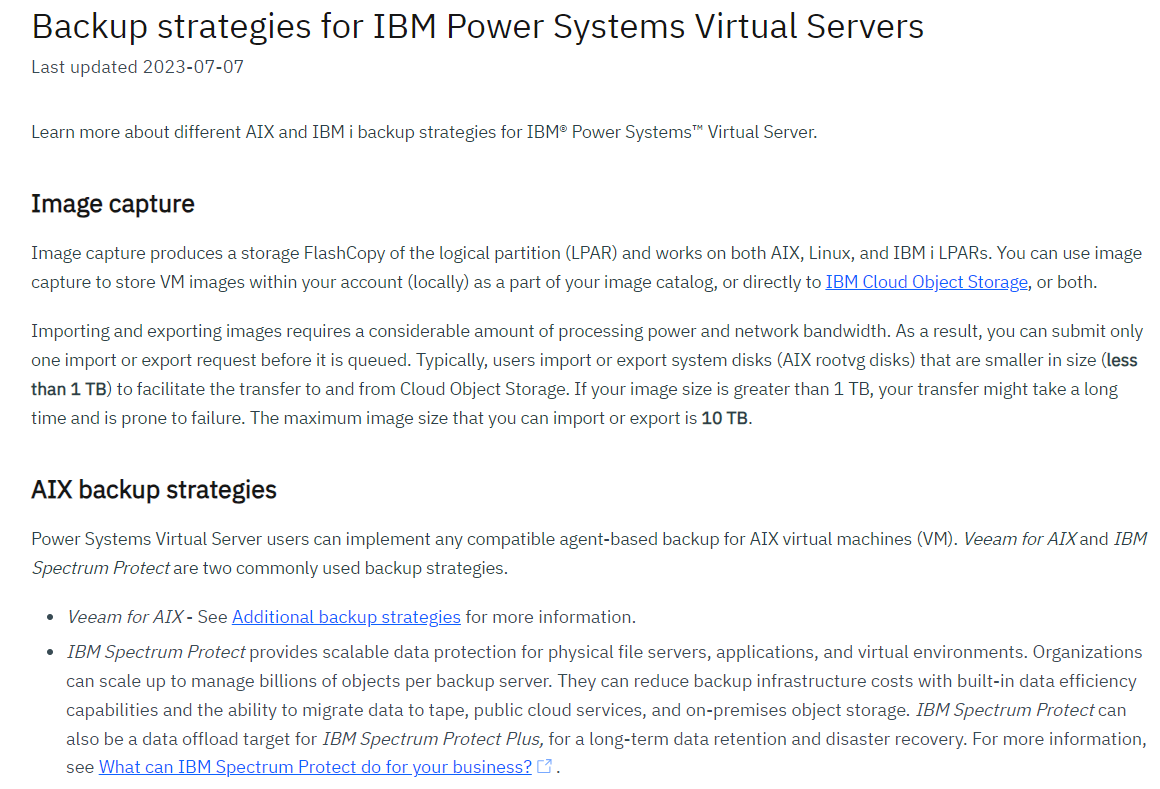 Backup strategies for IBM Power Systems Virtual Servers
Last updated 2023-07-07
Learn more about different AIX and IBM i backup strategies for IBM® Power Systems™ Virtual Server.
Image capture
Image capture produces a storage FlashCopy of the logical partition (LPAR) and works on both AIX, Linux, and IBM i LPARs. You can use image
capture to store VM images within your account (locally) as a part of your image catalog, or directly to IBM Cloud Object Storage, or both.
Importing and exporting images requires a considerable amount of processing power and network bandwidth. As a result, you can submit only
one import or export request before it is queued. Typically, users import or export system disks (AIX rootvg disks) that are smaller in size (less
than 1 TB) to facilitate the transfer to and from Cloud Object Storage. If your image size is greater than 1 TB, your transfer might take a long
time and is prone to failure. The maximum image size that you can import or export is 10 TB.
AIX backup strategies
Power Systems Virtual Server users can implement any compatible agent-based backup for AIX virtual machines (VM). Veeam for AIX and IBM
Spectrum Protect are two commonly used backup strategies.
• Veeam for AIX - See Additional backup strategies for more information.
• IBM Spectrum Protect provides scalable data protection for physical file servers, applications, and virtual environments. Organizations
can scale up to manage billions of objects per backup server. They can reduce backup infrastructure costs with built-in data efficiency
capabilities and the ability to migrate data to tape, public cloud services, and on-premises object storage. IBM Spectrum Protect can
also be a data offload target for IBM Spectrum Protect Plus, for a long-term data retention and disaster recovery. For more information,
see What can IBM Spectrum Protect do for your business? .